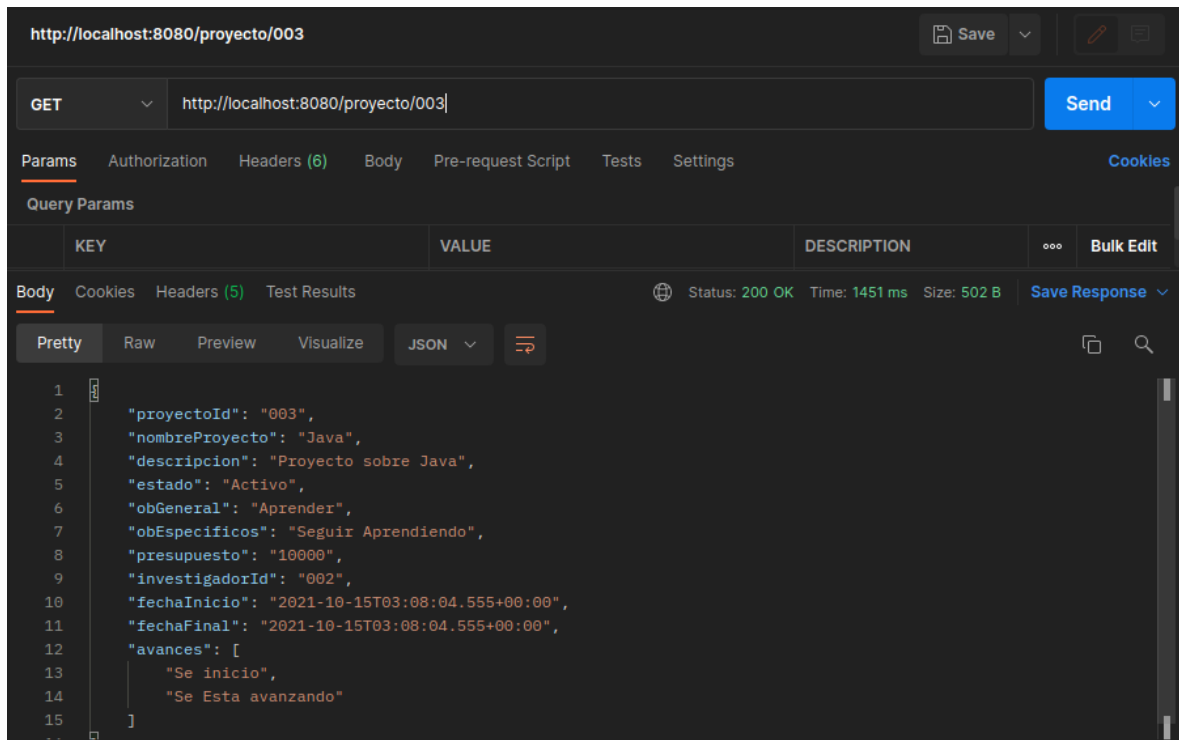 http://localhost:8080/proyecto/003 Save
GET http://localhost:8080/proyecto/003 Send
Params Authorization Headers (6) Body Pre-request Script Tests Settings Cookies
Query Params
KEY VALUE DESCRIPTION ooo Bulk Edit
Body Cookies Headers (5) Test Results Status: 200 OK Time: 1451 ms Size: 502 B Save Response
Pretty Raw Preview Visualize JSON
1 {
2 "proyectoId": "003",
3 "nombreProyecto": "Java",
4 "descripcion": "Proyecto sobre Java",
5 "estado": "Activo",
6 "obGeneral": "Aprender",
7 "obEspecificos": "Seguir Aprendiendo",
8 "presupuesto": "10000",
9 "investigadorId": "002",
10 "fechaInicio": "2021-10-15T03:08:04.555+00:00",
11 "fechaFinal": "2021-10-15T03:08:04.555+00:00",
12 "avances": [
13 "Se inicio",
14 "Se Esta avanzando"
15 ]